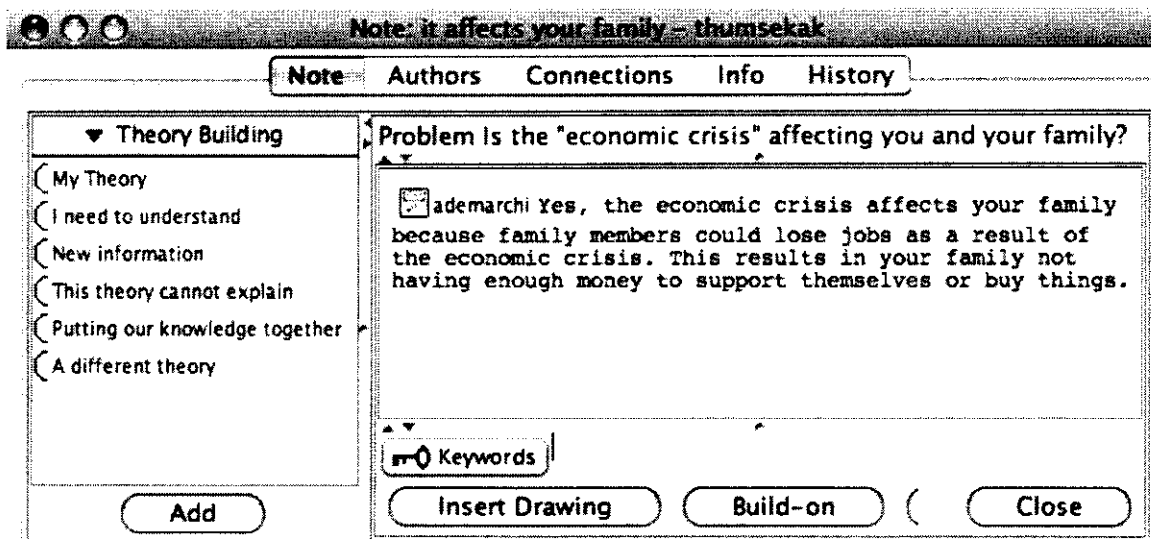 Note: it affects your family – thumsekak
Note Authors Connections Info History
▼ Theory Building
My Theory
I need to understand
New information
This theory cannot explain
Putting our knowledge together
A different theory
Add
Problem Is the "economic crisis" affecting you and your family?
ademarchi Yes, the economic crisis affects your family
because family members could lose jobs as a result of
the economic crisis. This results in your family not
having enough money to support themselves or buy things.
Keywords
Insert Drawing Build-on Close